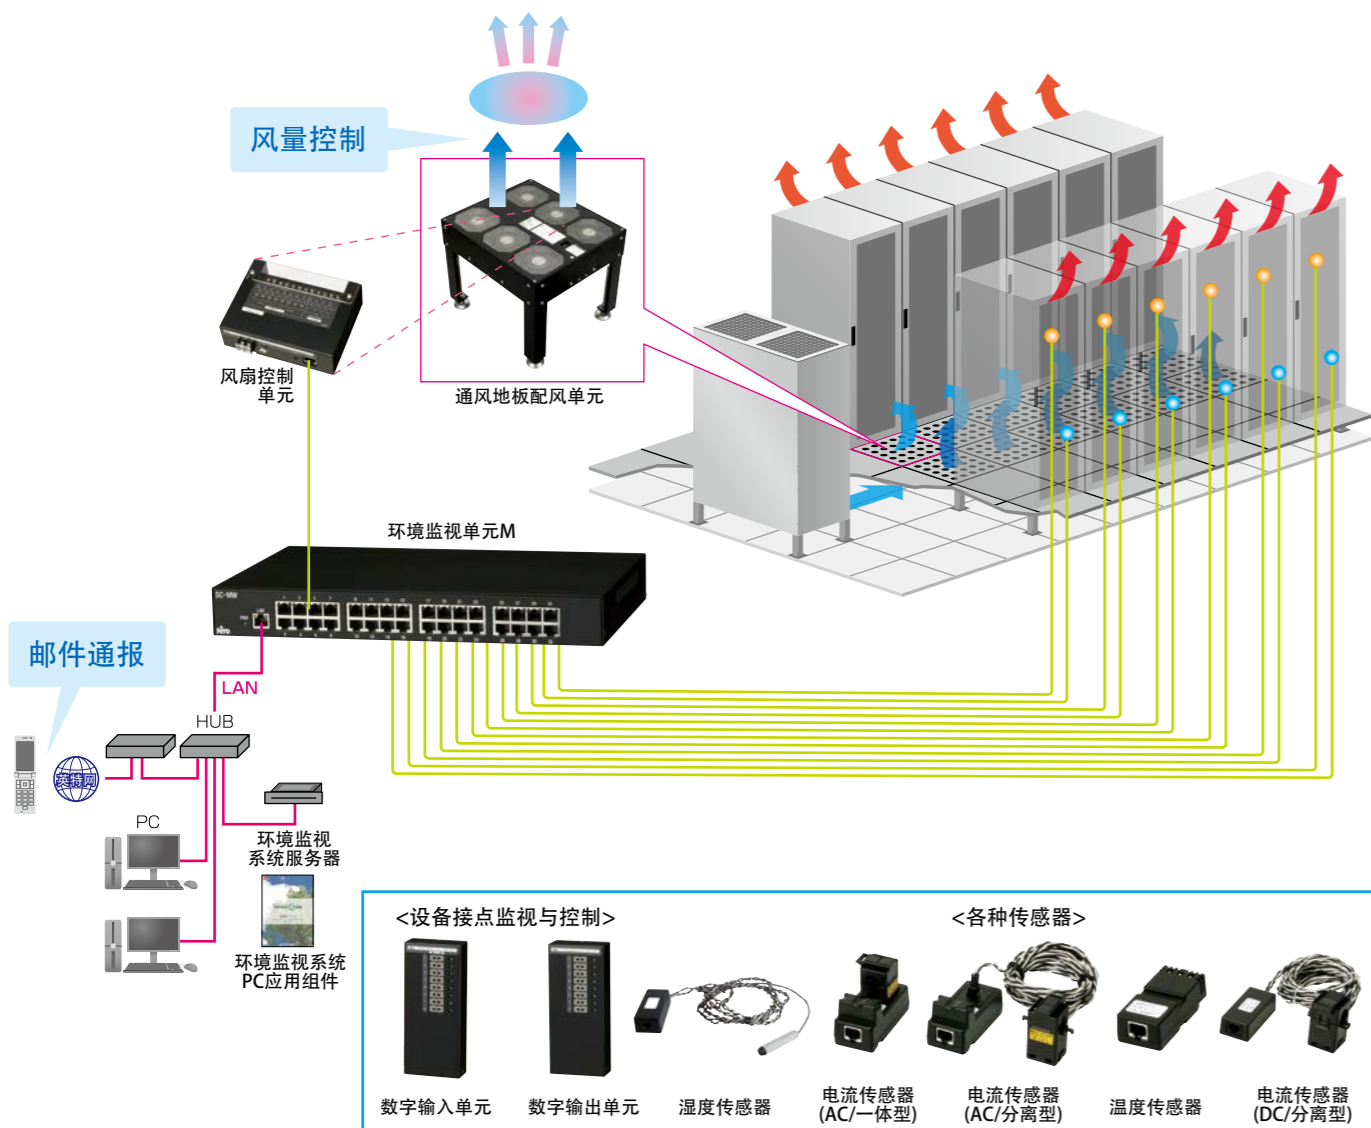 风量控制
风扇控制
单元
通风地板配风单元
环境监视单元M
SC-MW
LAN
NiTO
邮件通报
LAN
HUB
英特网
PC
环境监视
系统服务器
环境监视系统
PC应用组件
<设备接点监视与控制>
<各种传感器>
数字输入单元
数字输出单元
湿度传感器
电流传感器
(AC/一体型)
电流传感器
(AC/分离型)
温度传感器
电流传感器
(DC/分离型)